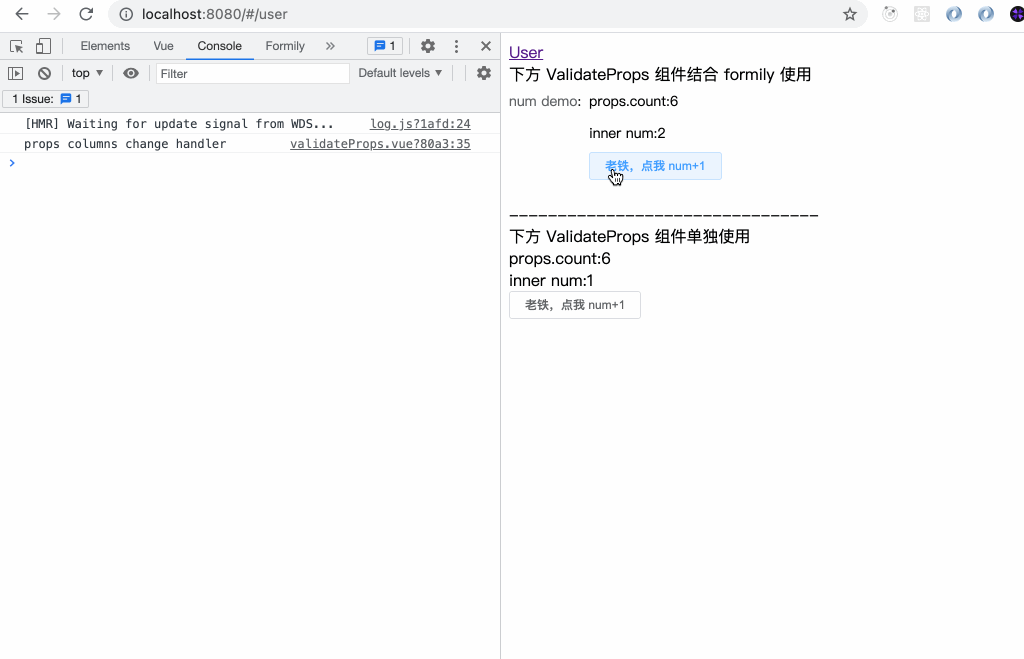 localhost:8080/#/user
Elements Vue Console Formily » 1
top Filter Default levels
1 Issue: 1
[HMR] Waiting for update signal from WDS... log.js?1afd:24
props columns change handler validateProps.vue?80a3:35
User
下方 ValidateProps 组件结合 formily 使用
num demo: props.count:6
inner num:2
老铁，点我 num+1
--------------------------------
下方 ValidateProps 组件单独使用
props.count:6
inner num:1
老铁，点我 num+1